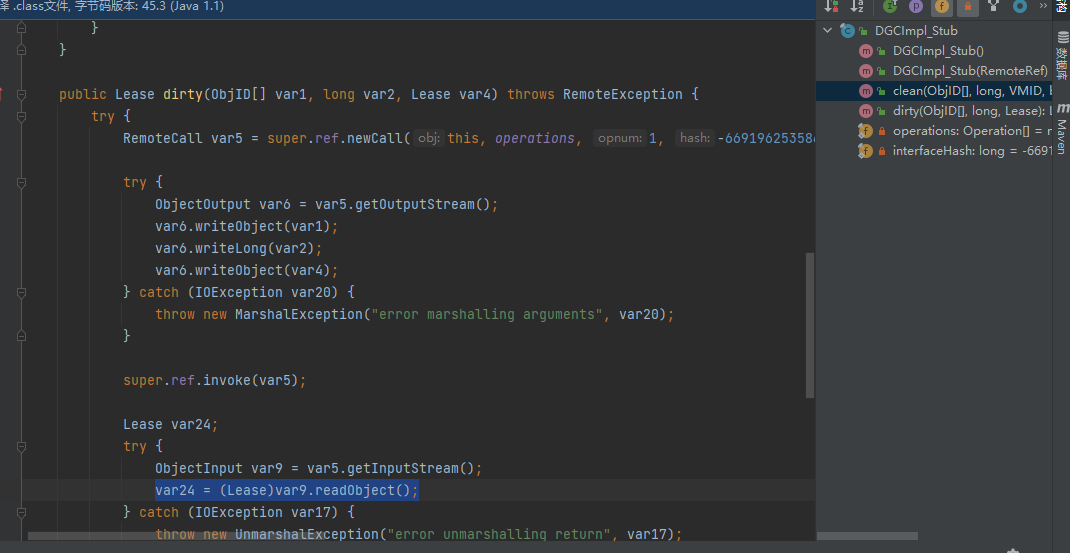 译 .class文件, 字节码版本: 45.3 (Java 1.1)
}
}
public Lease dirty(ObjID[] var1, long var2, Lease var4) throws RemoteException {
try {
RemoteCall var5 = super.ref.newCall( obj: this, operations, opnum: 1, hash: -66919625358
try {
ObjectOutput var6 = var5.getOutputStream();
var6.writeObject(var1);
var6.writeLong(var2);
var6.writeObject(var4);
} catch (IOException var20) {
throw new MarshalException("error marshalling arguments", var20);
}
super.ref.invoke(var5);
Lease var24;
try {
ObjectInput var9 = var5.getInputStream();
var24 = (Lease)var9.readObject();
} catch (IOException var17) {
throw new UnmarshalException("error unmarshalling return", var17);
DGCImpl_Stub
DGCImpl_Stub()
DGCImpl_Stub(RemoteRef)
clean(ObjID[], long, VMID, b
dirty(ObjID[], long, Lease): L
operations: Operation[] = n
interfaceHash: long = -6691
构
数据库
Maven